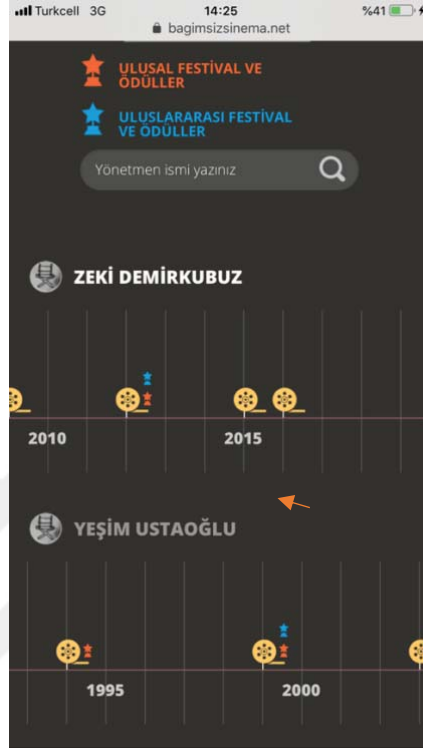 Turkcell 3G 14:25 %41
bagimsizsinema.net
ULUSAL FESTİVAL VE
ÖDÜLLER
ULUSLARARASI FESTİVAL
VE ÖDÜLLER
Yönetmen ismi yazınız
ZEKİ DEMİRKUBUZ
2010 2015
YEŞİM USTAOĞLU
1995 2000